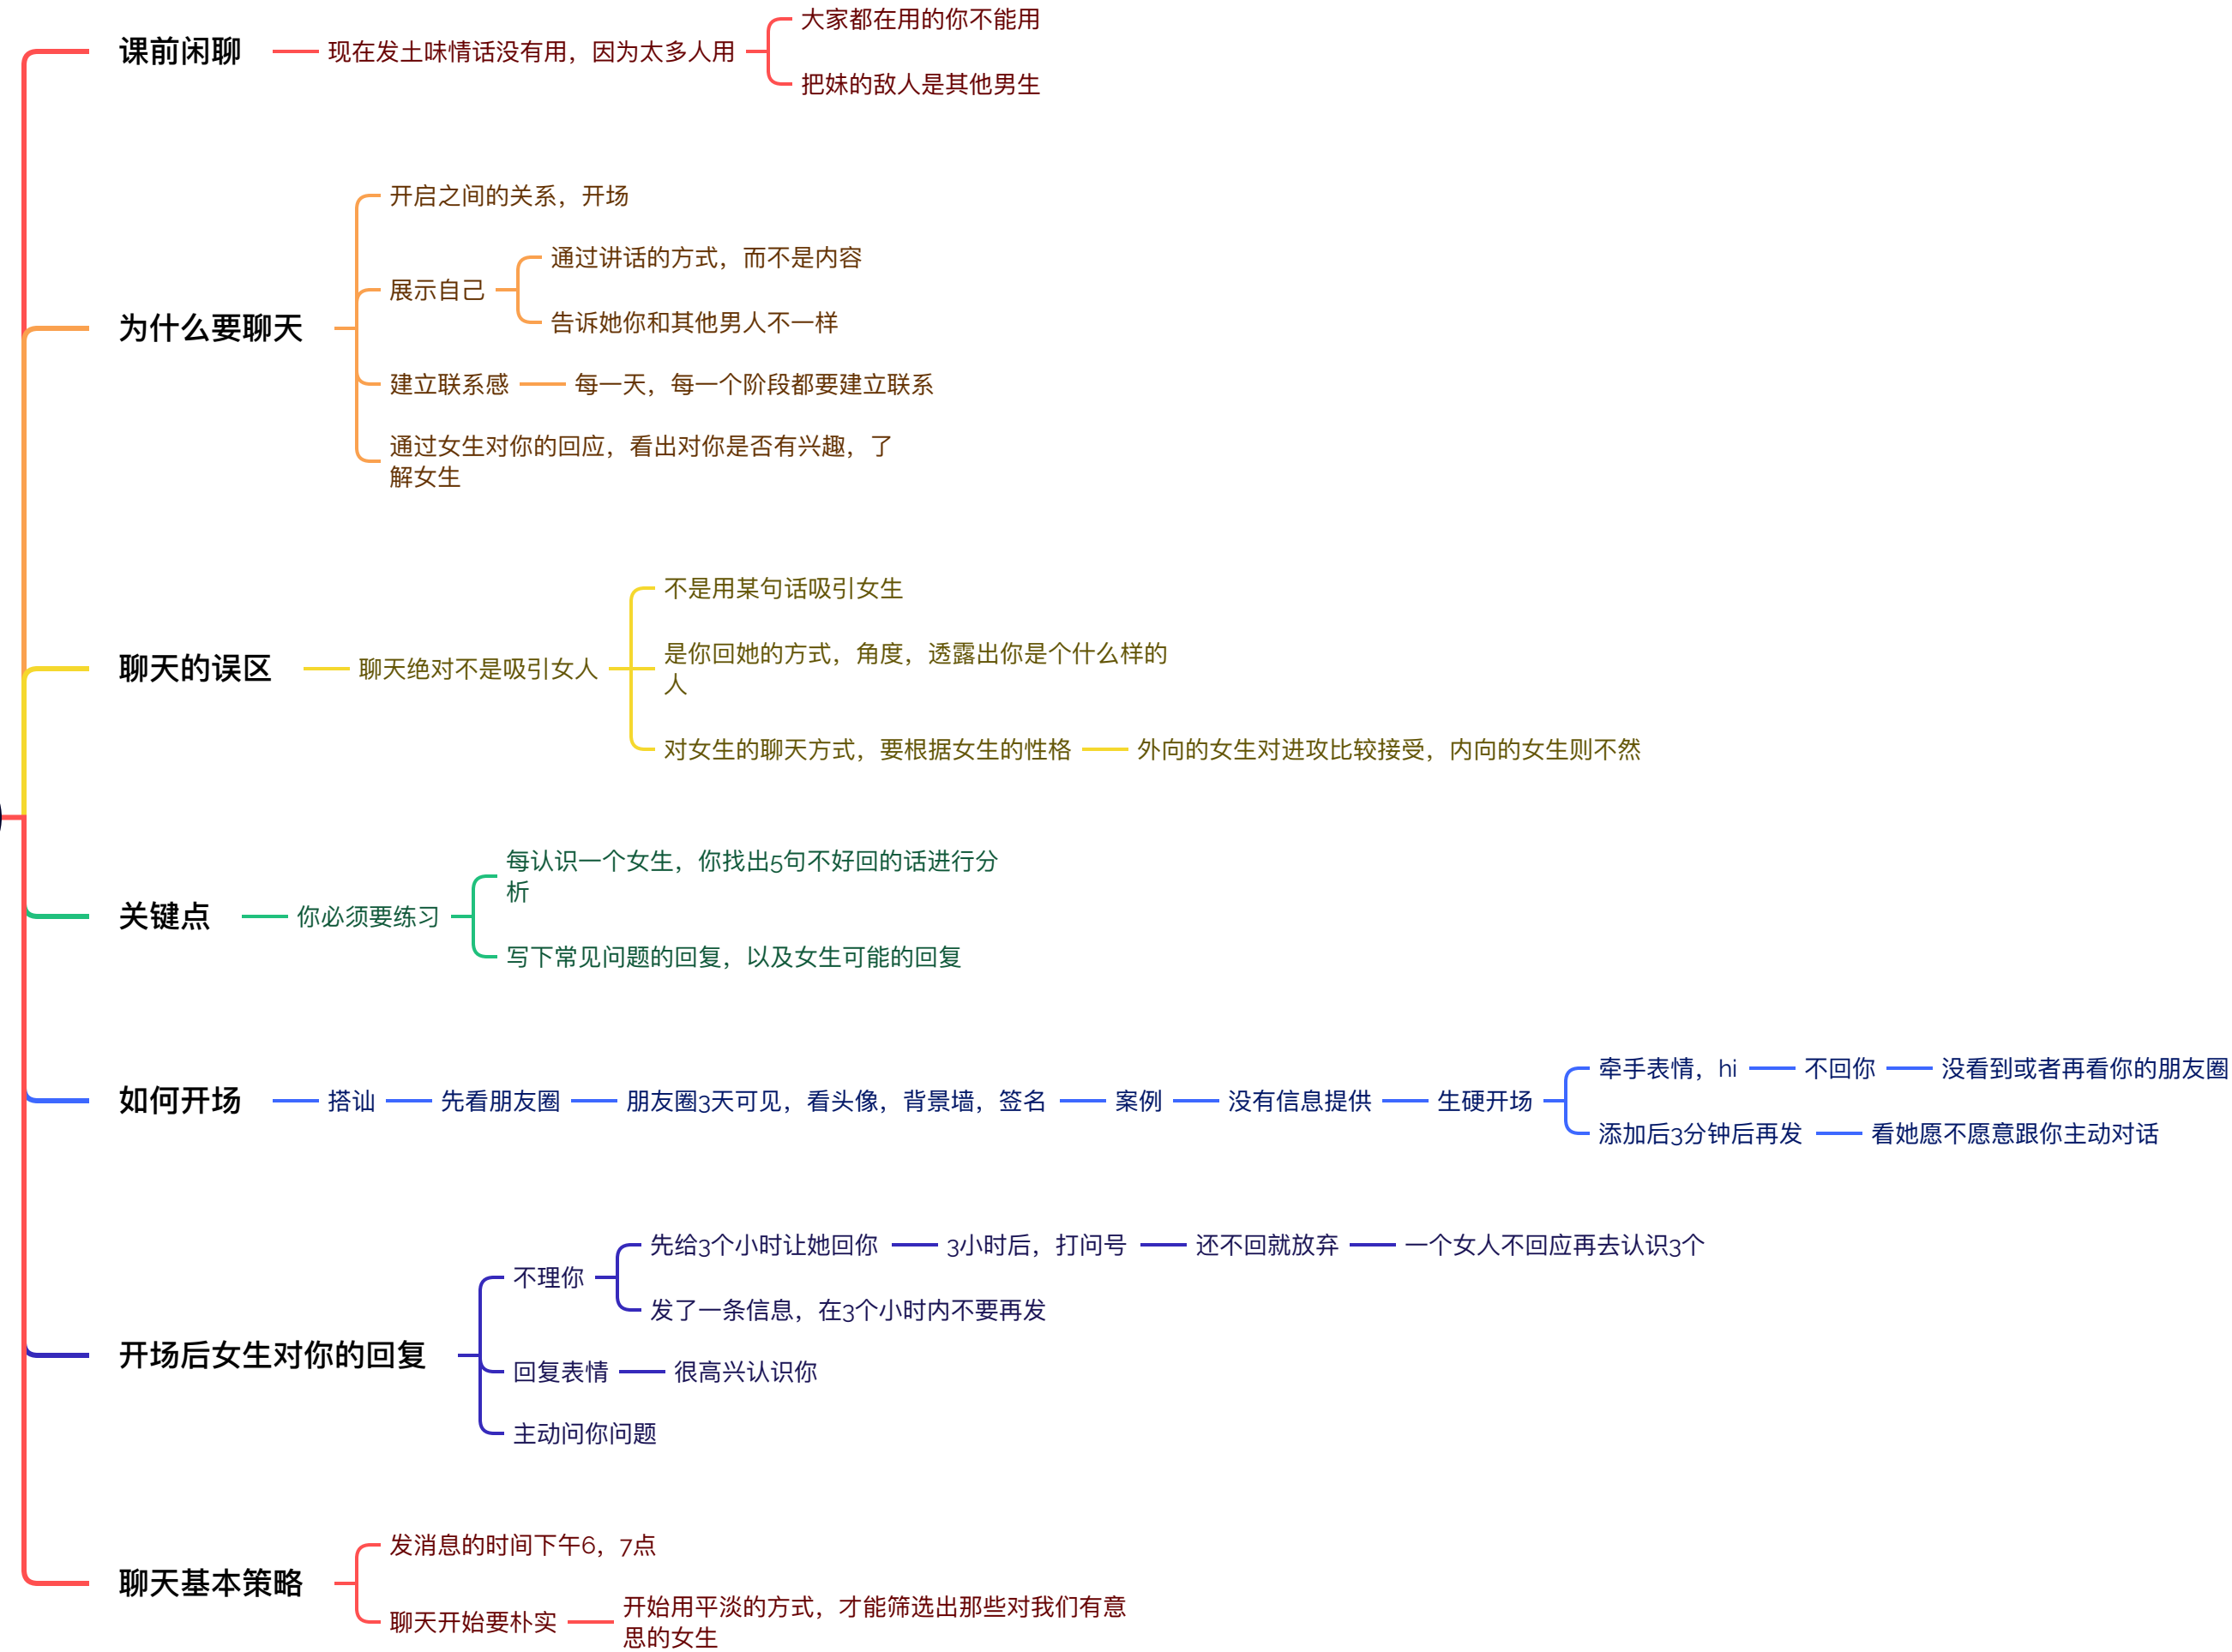 课前闲聊
现在发土味情话没有用，因为太多人用
大家都在用的你不能用
把妹的敌人是其他男生
为什么要聊天
开启之间的关系，开场
展示自己
通过讲话的方式，而不是内容
告诉她你和其他男人不一样
建立联系感
每一天，每一个阶段都要建立联系
通过女生对你的回应，看出对你是否有兴趣，了
解女生
聊天的误区
聊天绝对不是吸引女人
不是用某句话吸引女生
是你回她的方式，角度，透露出你是个什么样的
人
对女生的聊天方式，要根据女生的性格
外向的女生对进攻比较接受，内向的女生则不然
关键点
你必须要练习
每认识一个女生，你找出5句不好回的话进行分
析
写下常见问题的回复，以及女生可能的回复
如何开场
搭讪
先看朋友圈
朋友圈3天可见，看头像，背景墙，签名
案例
没有信息提供
生硬开场
牵手表情，hi
不回你
没看到或者再看你的朋友圈
添加后3分钟后再发
看她愿不愿意跟你主动对话
开场后女生对你的回复
不理你
先给3个小时让她回你
3小时后，打问号
还不回就放弃
一个女人不回应再去认识3个
发了一条信息，在3个小时内不要再发
回复表情
很高兴认识你
主动问你问题
聊天基本策略
发消息的时间下午6，7点
聊天开始要朴实
开始用平淡的方式，才能筛选出那些对我们有意
思的女生